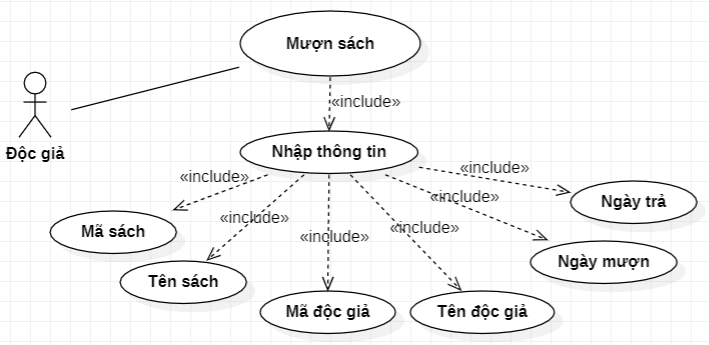 Mượn sách
«include»
Độc giả
Nhập thông tin
«include»
«include»
«include»
«include»
«include»
«include»
Mã sách
Tên sách
Mã độc giả
Tên độc giả
Ngày mượn
Ngày trả